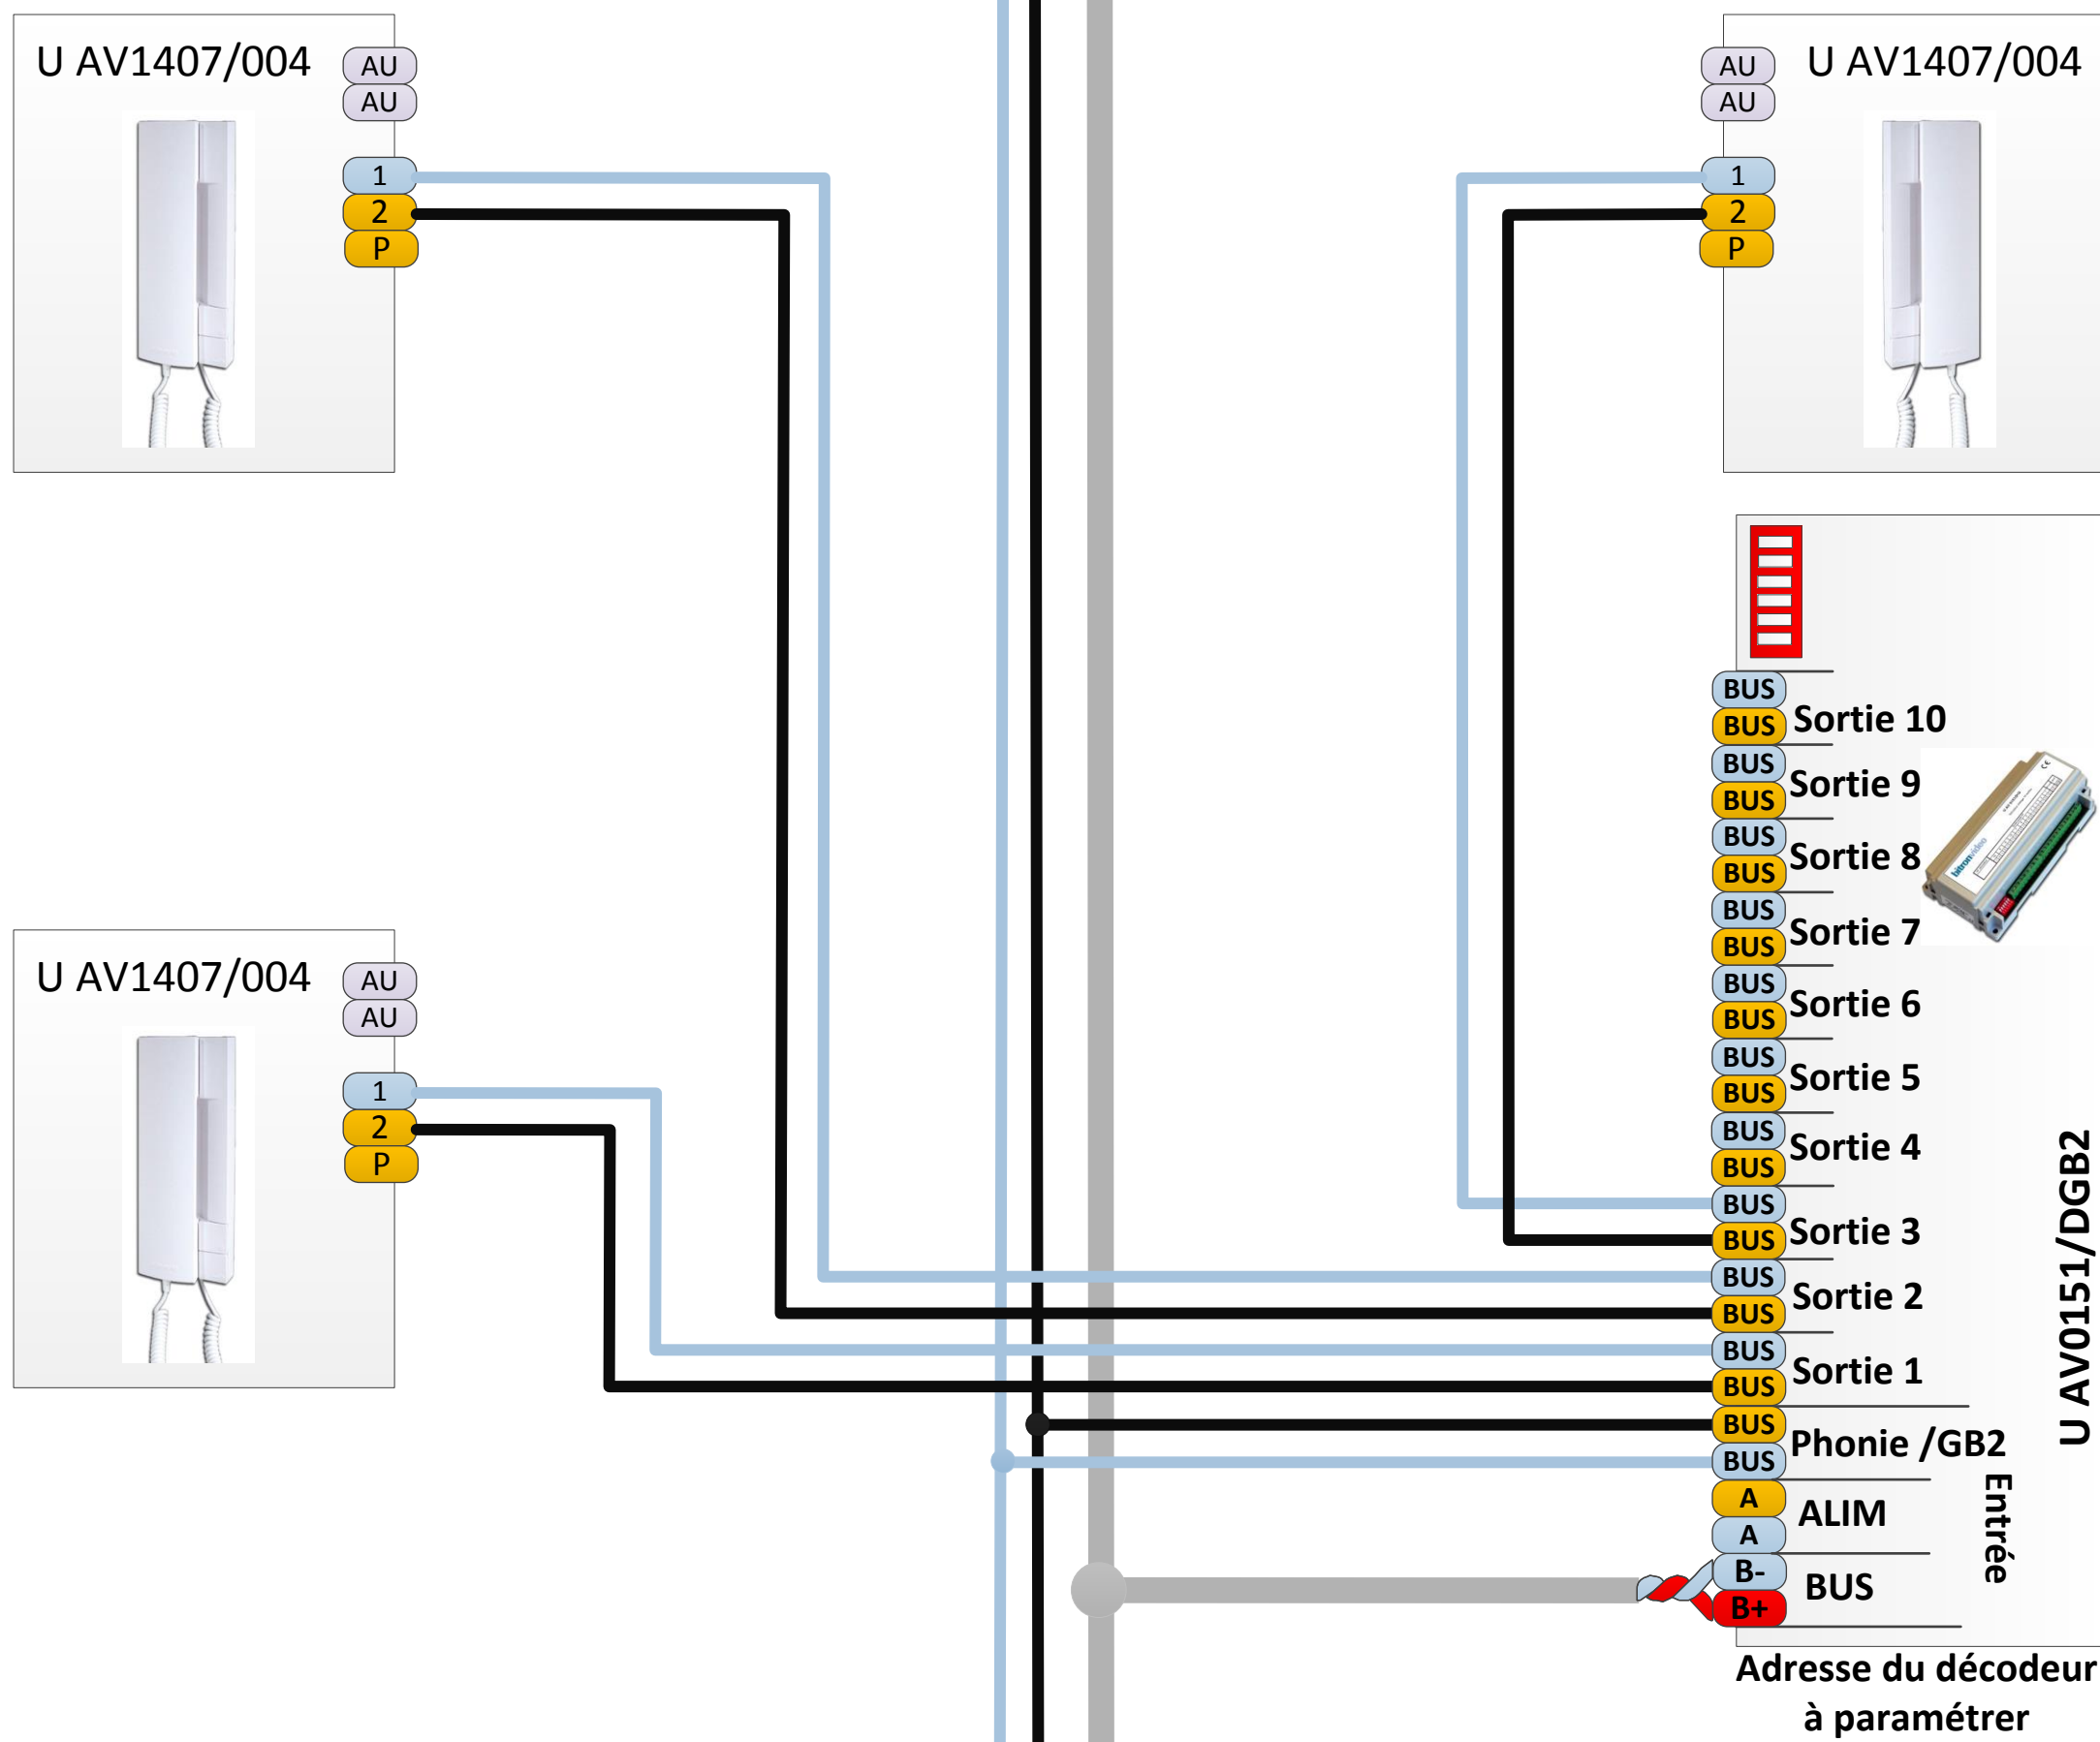 U AV1407/004
AU
AU
1
2
P
U AV1407/004
AU
AU
1
2
P
U AV1407/004
AU
AU
1
2
P
BUS
BUS Sortie 10
BUS
BUS Sortie 9
BUS
BUS Sortie 8
BUS
BUS Sortie 7
BUS
BUS Sortie 6
BUS
BUS Sortie 5
BUS
BUS Sortie 4
BUS
BUS Sortie 3
BUS
BUS Sortie 2
BUS
BUS Sortie 1
BUS
BUS Phonie /GB2
A
A ALIM
B-
B+ BUS
Entrée
U AV0151/DGB2
bitronvideo
CE
Adresse du décodeur
à paramétrer